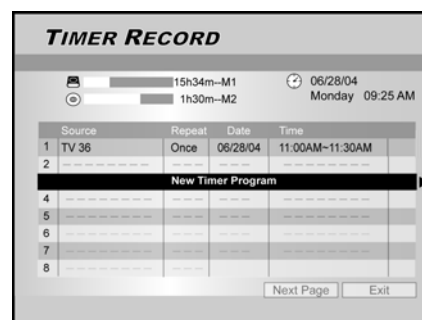 TIMER RECORD
15h34m--M1
06/28/04
1h30m--M2
Monday 09:25 AM
Source Repeat Date Time
1 TV 36 Once 06/28/04 11:00AM~11:30AM
2 -------- --- --- --- ---
New Timer Program
4 -------- --- --- --- ---
5 -------- --- --- --- ---
6 -------- --- --- --- ---
7 -------- --- --- --- ---
8 -------- --- --- --- ---
Next Page Exit